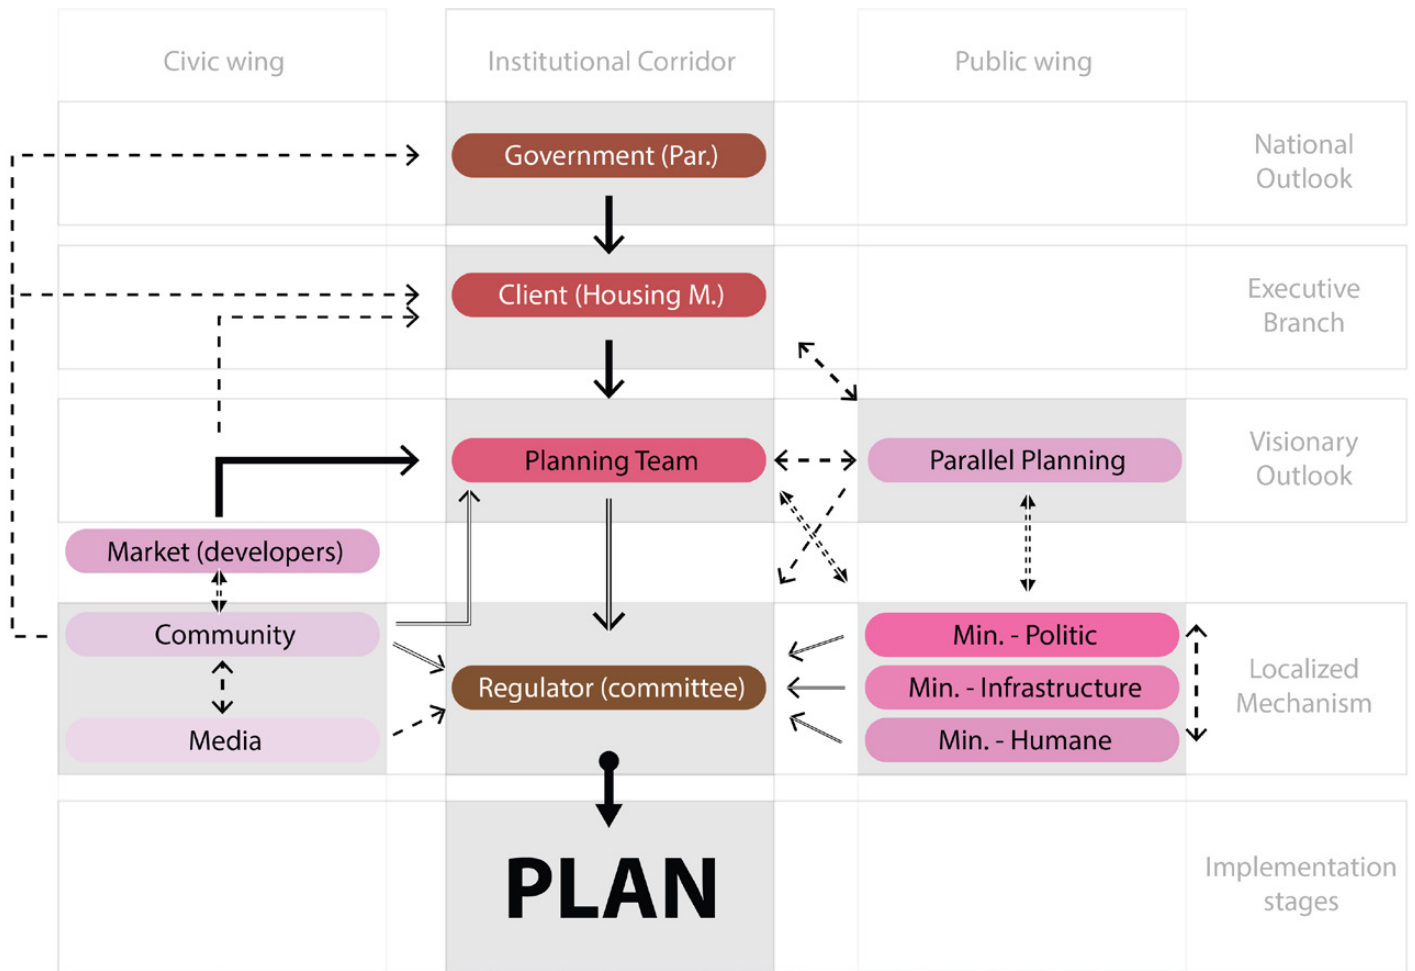 Civic wing
Institutional Corridor
Public wing
Government (Par.)
National
Outlook
Client (Housing M.)
Executive
Branch
Planning Team
Parallel Planning
Visionary
Outlook
Market (developers)
Community
Min. - Politic
Regulator (committee)
Min. - Infrastructure
Localized
Mechanism
Media
Min. - Humane
PLAN
Implementation
stages